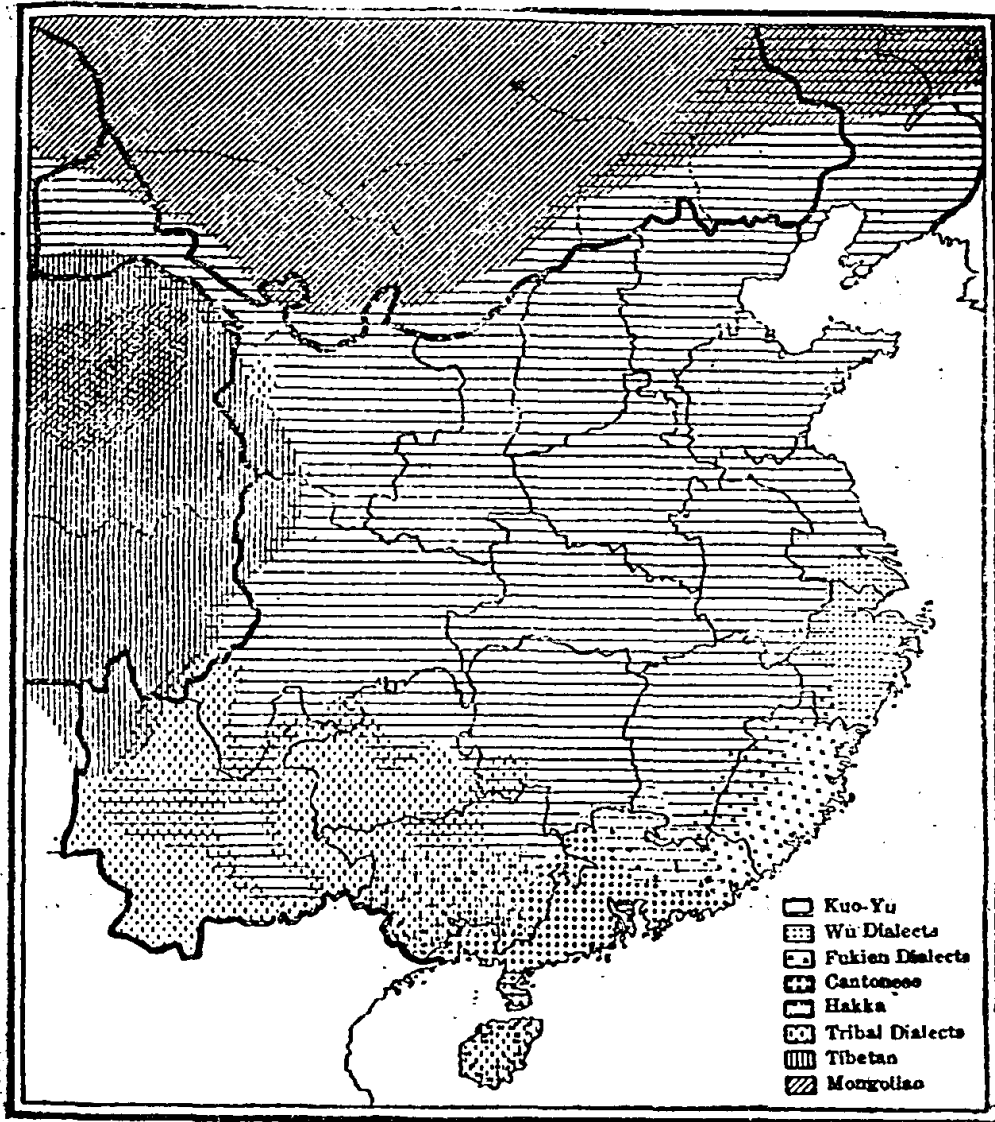 Kuo-Yu
Wu Dialects
Fukien Dialects
Cantonese
Hakka
Tribal Dialects
Tibetan
Mongolian